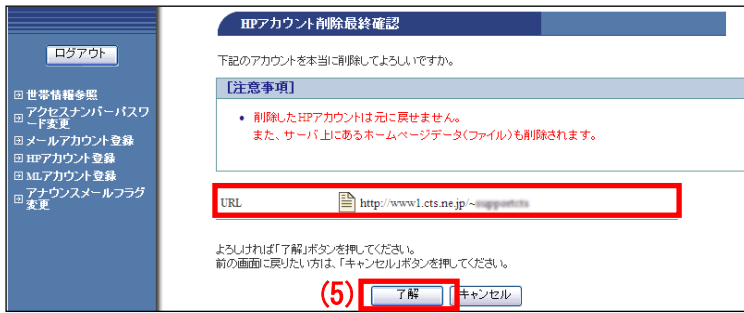 HPアカウント削除最終確認
ログアウト
下記のアカウントを本当に削除してよろしいですか。
[注意事項]
世帯情報参照
アクセスナンバーパスワ
ード変更
メールアカウント登録
HPアカウント登録
MLアカウント登録
アナウンスメールフラグ
変更
• 削除したHPアカウントは元に戻せません。
また、サーバ上にあるホームページデータ(ファイル)も削除されます。
URL http://www1.cts.ne.jp/~
よろしければ「了解」ボタンを押してください。
前の画面に戻りたい方は、「キャンセル」ボタンを押してください。
(5) 了解 キャンセル